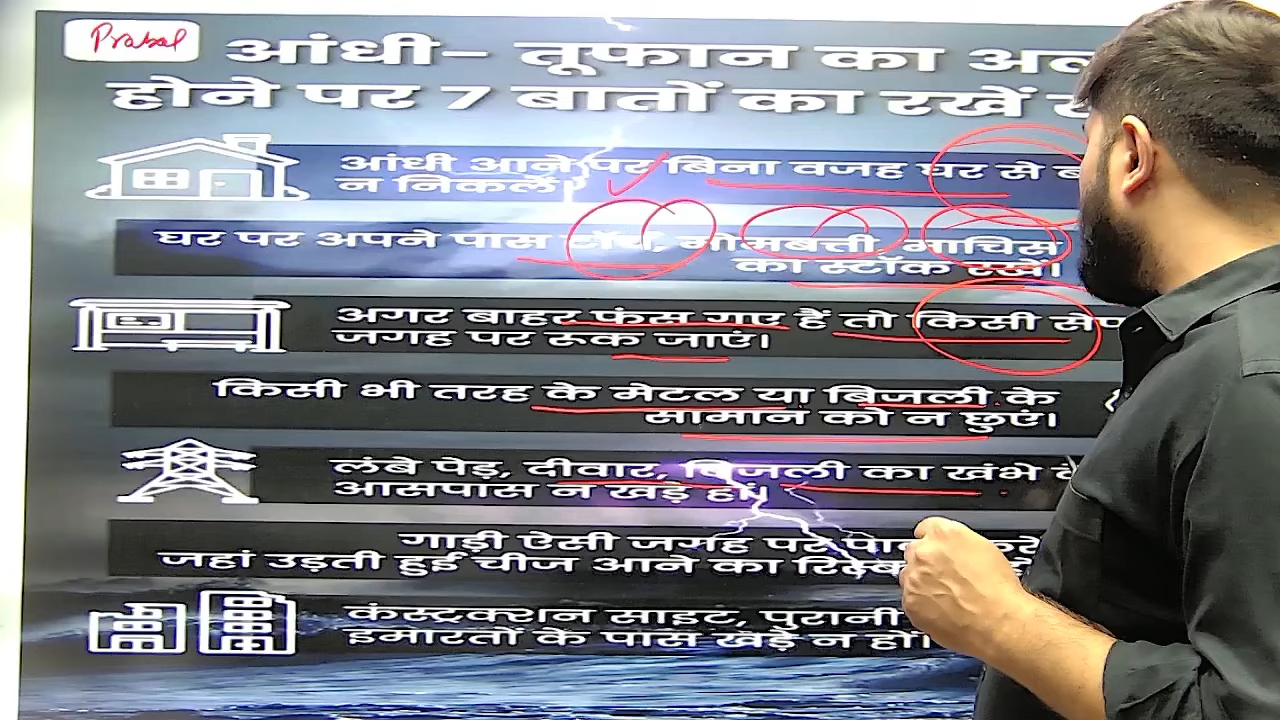 Prabal
आंधी- तूफान का
होने पर 7 बातों का रखें
आंधी आने पर बिना वजह घर से
न निकलें।
घर पर अपने पास टॉर्च, मोमबत्ती, माचिस
का स्टॉक रखें।
अगर बाहर फंस गए हैं तो किसी
जगह पर रूक जाएं।
किसी भी तरह के मेटल या बिजली के
सामान को न छुएं।
लंबे पेड़, दीवार, बिजली का खंभे
आसपास न खड़े हों।
गाड़ी ऐसी जगह पर पार्क करें
जहां उड़ती हुई चीज आने का रिस्क
कंस्ट्रक्शन साइट, पुरानी
इमारतों के पास खड़े न हों।